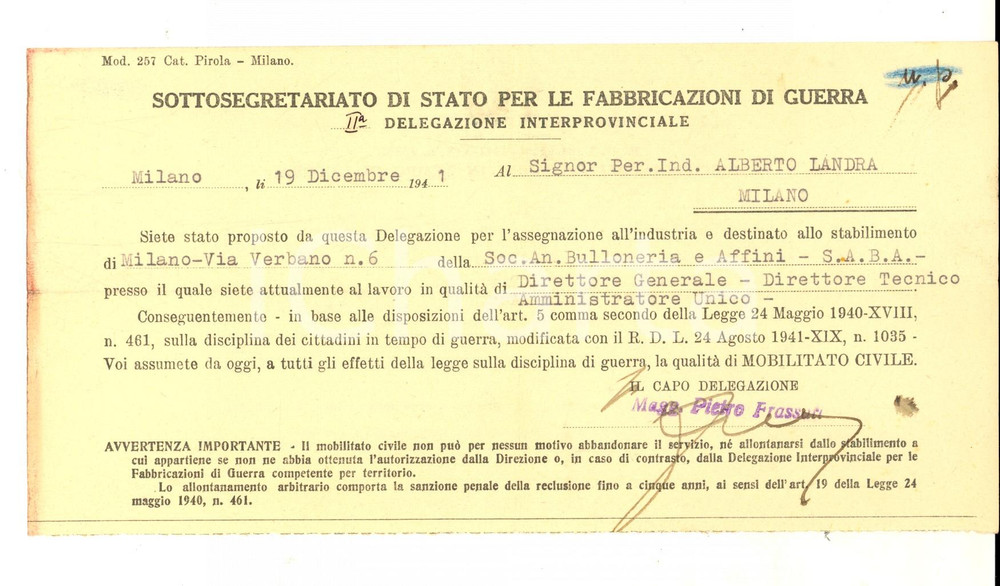 Mod. 257 Cat. Pirola - Milano.
SOTTOSEGRETARIATO DI STATO PER LE FABBRICAZIONI DI GUERRA
IIª DELEGAZIONE INTERPROVINCIALE
Milano, li 19 Dicembre 1941 Al Signor Per.Ind. ALBERTO LANDRA
MILANO
Siete stato proposto da questa Delegazione per l'assegnazione all'industria e destinato allo stabilimento
di Milano-Via Verbano n.6 della Soc.An.Bulloneria e Affini - S.A.B.A.-
presso il quale siete attualmente al lavoro in qualità di Direttore Generale - Direttore Tecnico
Amministratore Unico -
Conseguentemente - in base alle disposizioni dell'art. 5 comma secondo della Legge 24 Maggio 1940-XVIII,
n. 461, sulla disciplina dei cittadini in tempo di guerra, modificata con il R. D. L. 24 Agosto 1941-XIX, n. 1035 -
Voi assumete da oggi, a tutti gli effetti della legge sulla disciplina di guerra, la qualità di MOBILITATO CIVILE.
IL CAPO DELEGAZIONE
Pietro Frassati
AVVERTENZA IMPORTANTE - Il mobilitato civile non può per nessun motivo abbandonare il servizio, né allontanarsi dallo stabilimento a
cui appartiene se non ne abbia ottenuta l'autorizzazione dalla Direzione o, in caso di contrasto, dalla Delegazione Interprovinciale per le
Fabbricazioni di Guerra competente per territorio.
Lo allontanamento arbitrario comporta la sanzione penale della reclusione fino a cinque anni, ai sensi dell'art. 19 della Legge 24
maggio 1940, n. 461.